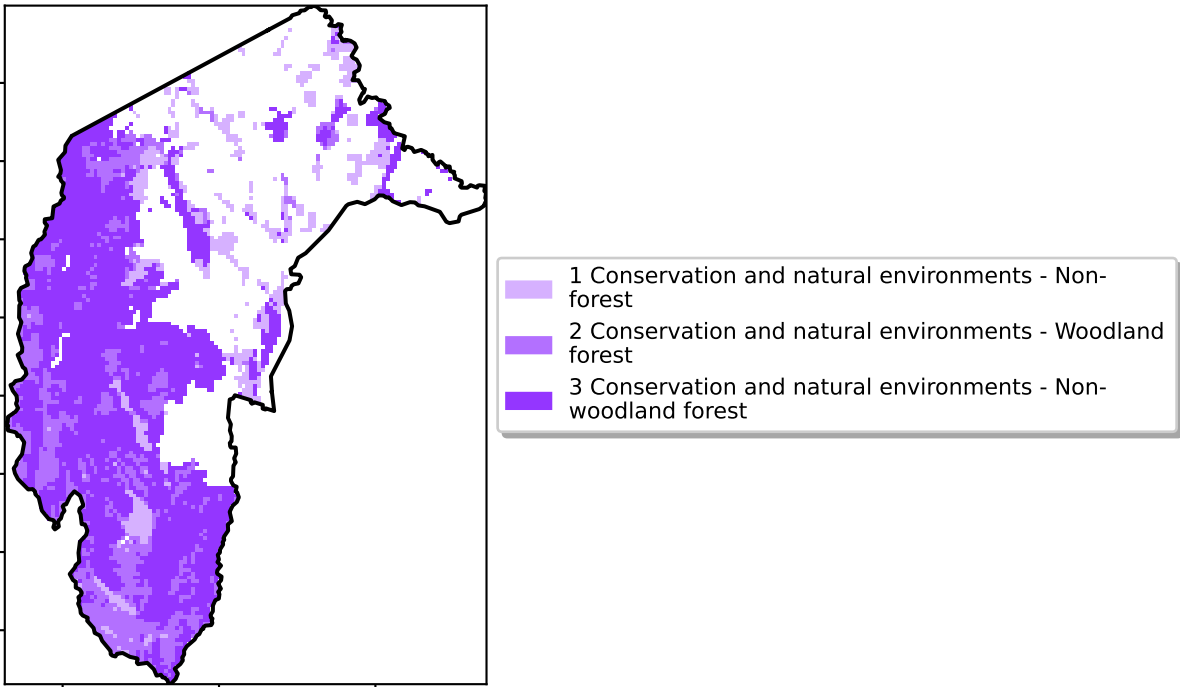 1 Conservation and natural environments - Non-
forest
2 Conservation and natural environments - Woodland
forest
3 Conservation and natural environments - Non-
woodland forest